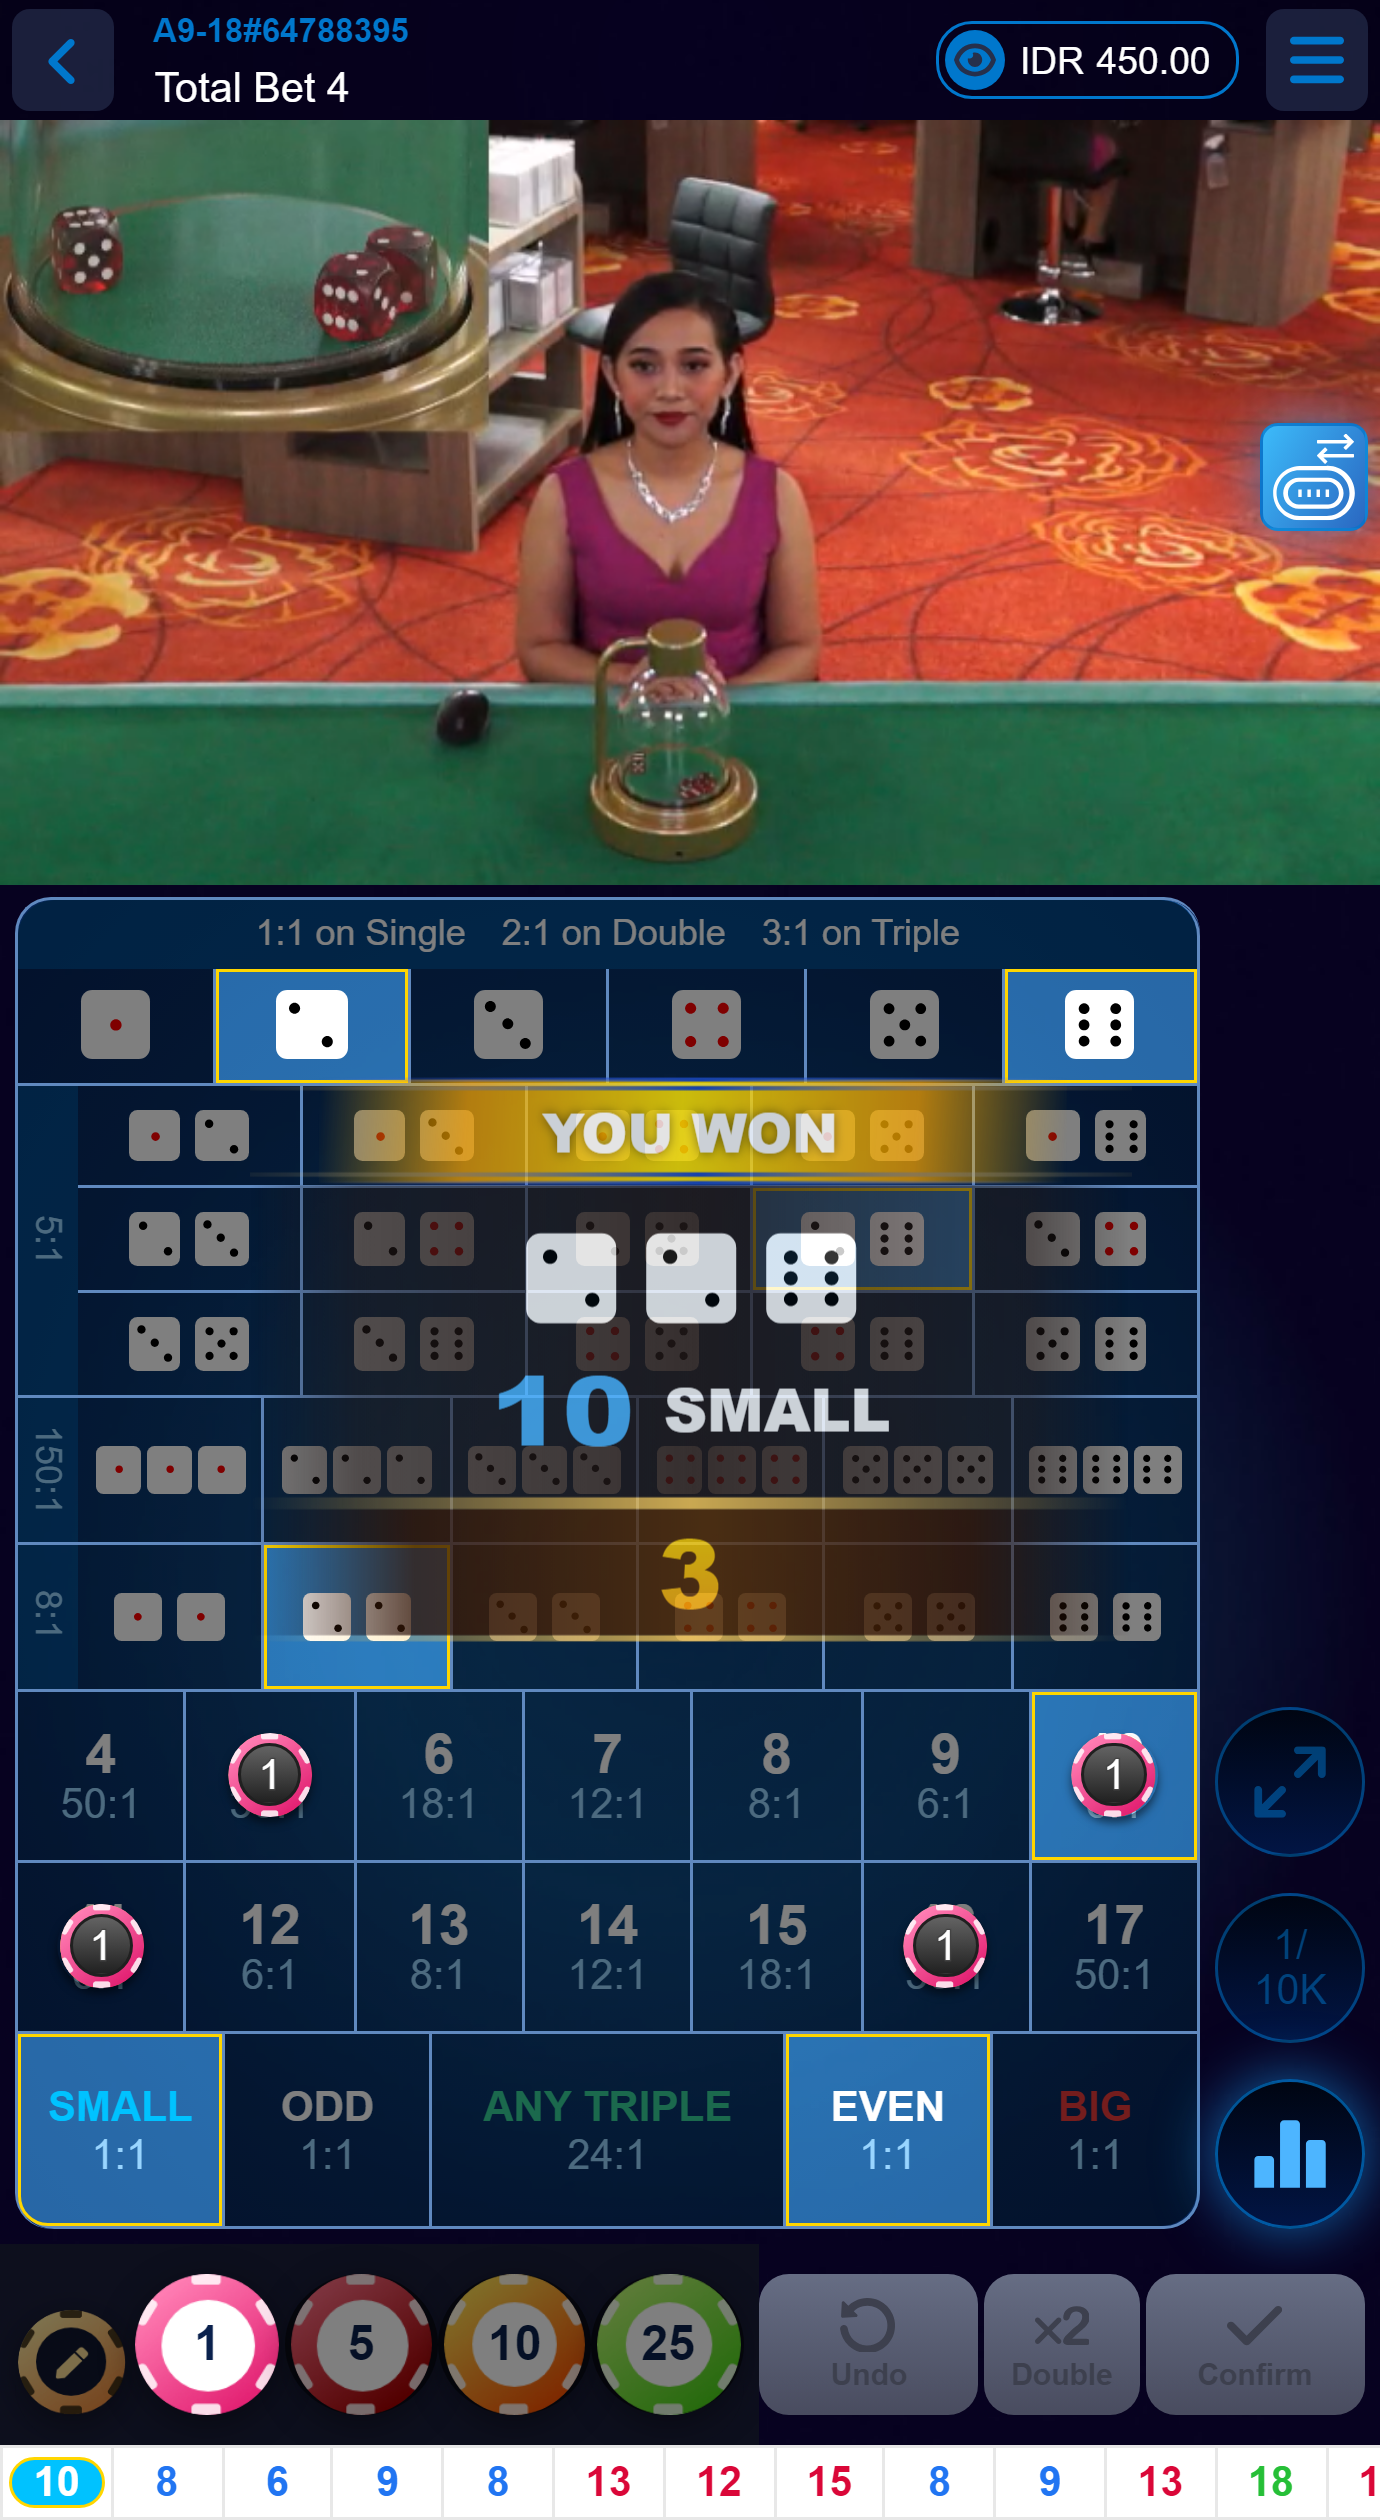 A9-18#64788395
Total Bet 4
IDR 450.00
1:1 on Single 2:1 on Double 3:1 on Triple
YOU WON
5:1
10 SMALL
150:1
3
8:1
4 1 6 7 8 9 1
50:1 18:1 12:1 8:1 6:1
1 12 13 14 15 1 17
6:1 8:1 12:1 18:1 50:1
1/
10K
SMALL ODD ANY TRIPLE EVEN BIG
1:1 1:1 24:1 1:1 1:1
1 5 10 25
Undo x2 Double Confirm
10 8 6 9 8 13 12 15 8 9 13 18